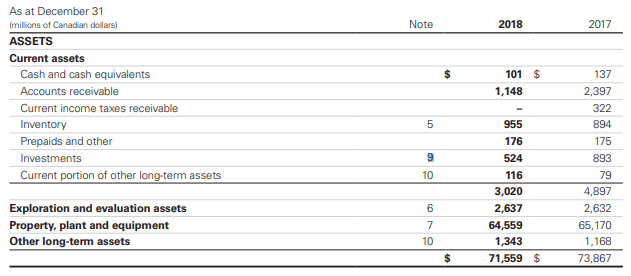 As at December 31
(millions of Canadian dollars) Note 2018 2017
ASSETS
Current assets
Cash and cash equivalents $ 101 $ 137
Accounts receivable 1,148 2,397
Current income taxes receivable – 322
Inventory 5 955 894
Prepaids and other 176 175
Investments 9 524 893
Current portion of other long-term assets 10 116 79
3,020 4,897
Exploration and evaluation assets 6 2,637 2,632
Property, plant and equipment 7 64,559 65,170
Other long-term assets 10 1,343 1,168
$ 71,559 $ 73,867